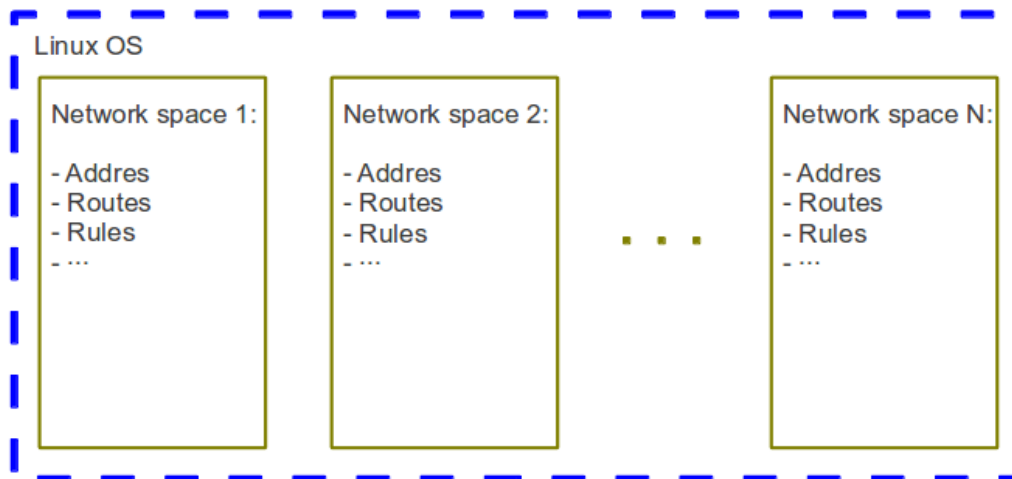 Linux OS
Network space 1:
- Addres
- Routes
- Rules
- ...
Network space 2:
- Addres
- Routes
- Rules
- ...
. . .
Network space N:
- Addres
- Routes
- Rules
- ...